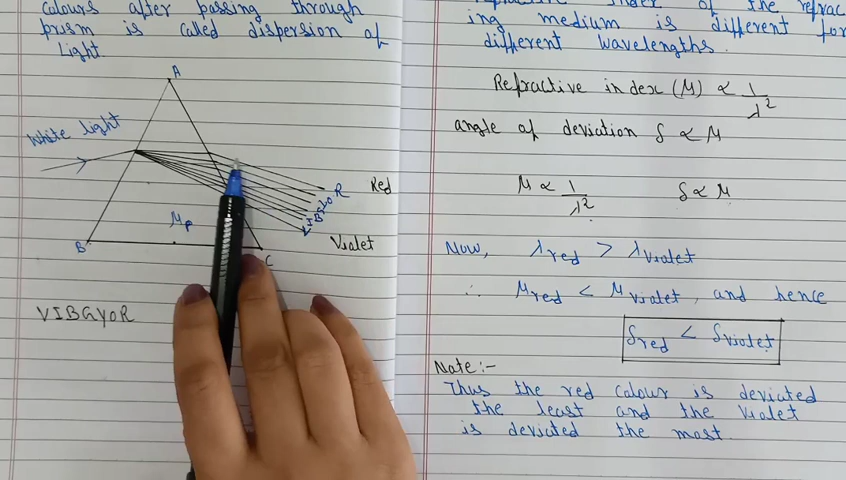 colours after passing through
prism is called dispersion of
Light.
A
White light
R
Red
Violet
μp
B
C
VIBGYOR
of the refrac
ing medium is different for
different wavelengths.
Refractive index (μ) ∝ 1/λ²
angle of deviation δ ∝ μ
μ ∝ 1/λ² δ ∝ μ
Now, λred > λviolet
∴ μred < μviolet, and hence
δred < δviolet
Note:-
Thus the red colour is deviated
the least and the violet
is deviated the most.